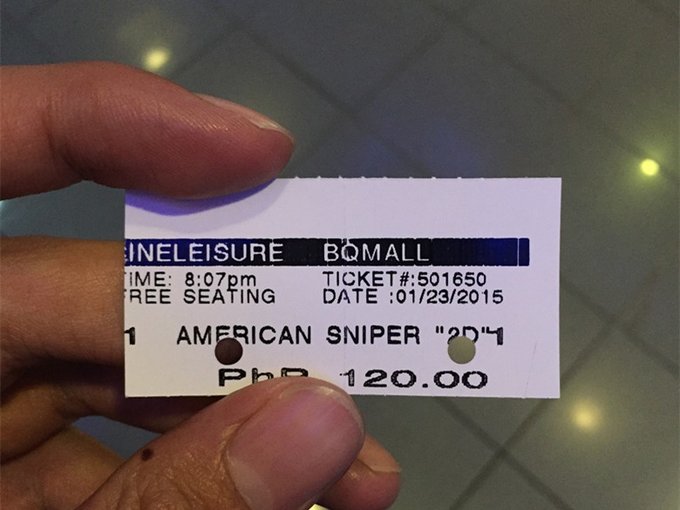 INELEISURE BQMALL
IME: 8:07pm TICKET#:501650
REE SEATING DATE :01/23/2015
1 AMERICAN SNIPER "2D"1
PhP 120.00